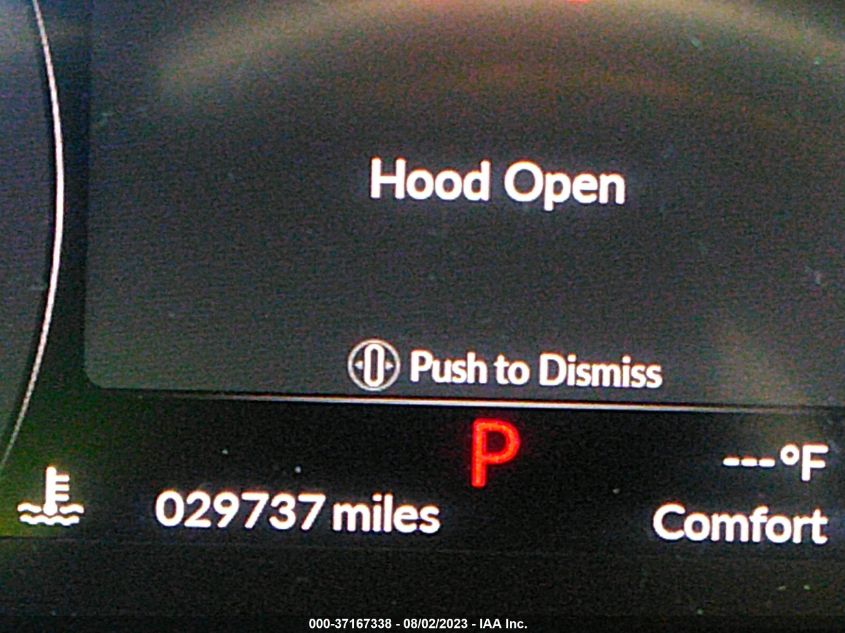 Hood Open
Push to Dismiss
P
---°F
029737 miles
Comfort
000-37167338 - 08/02/2023 - IAA Inc.